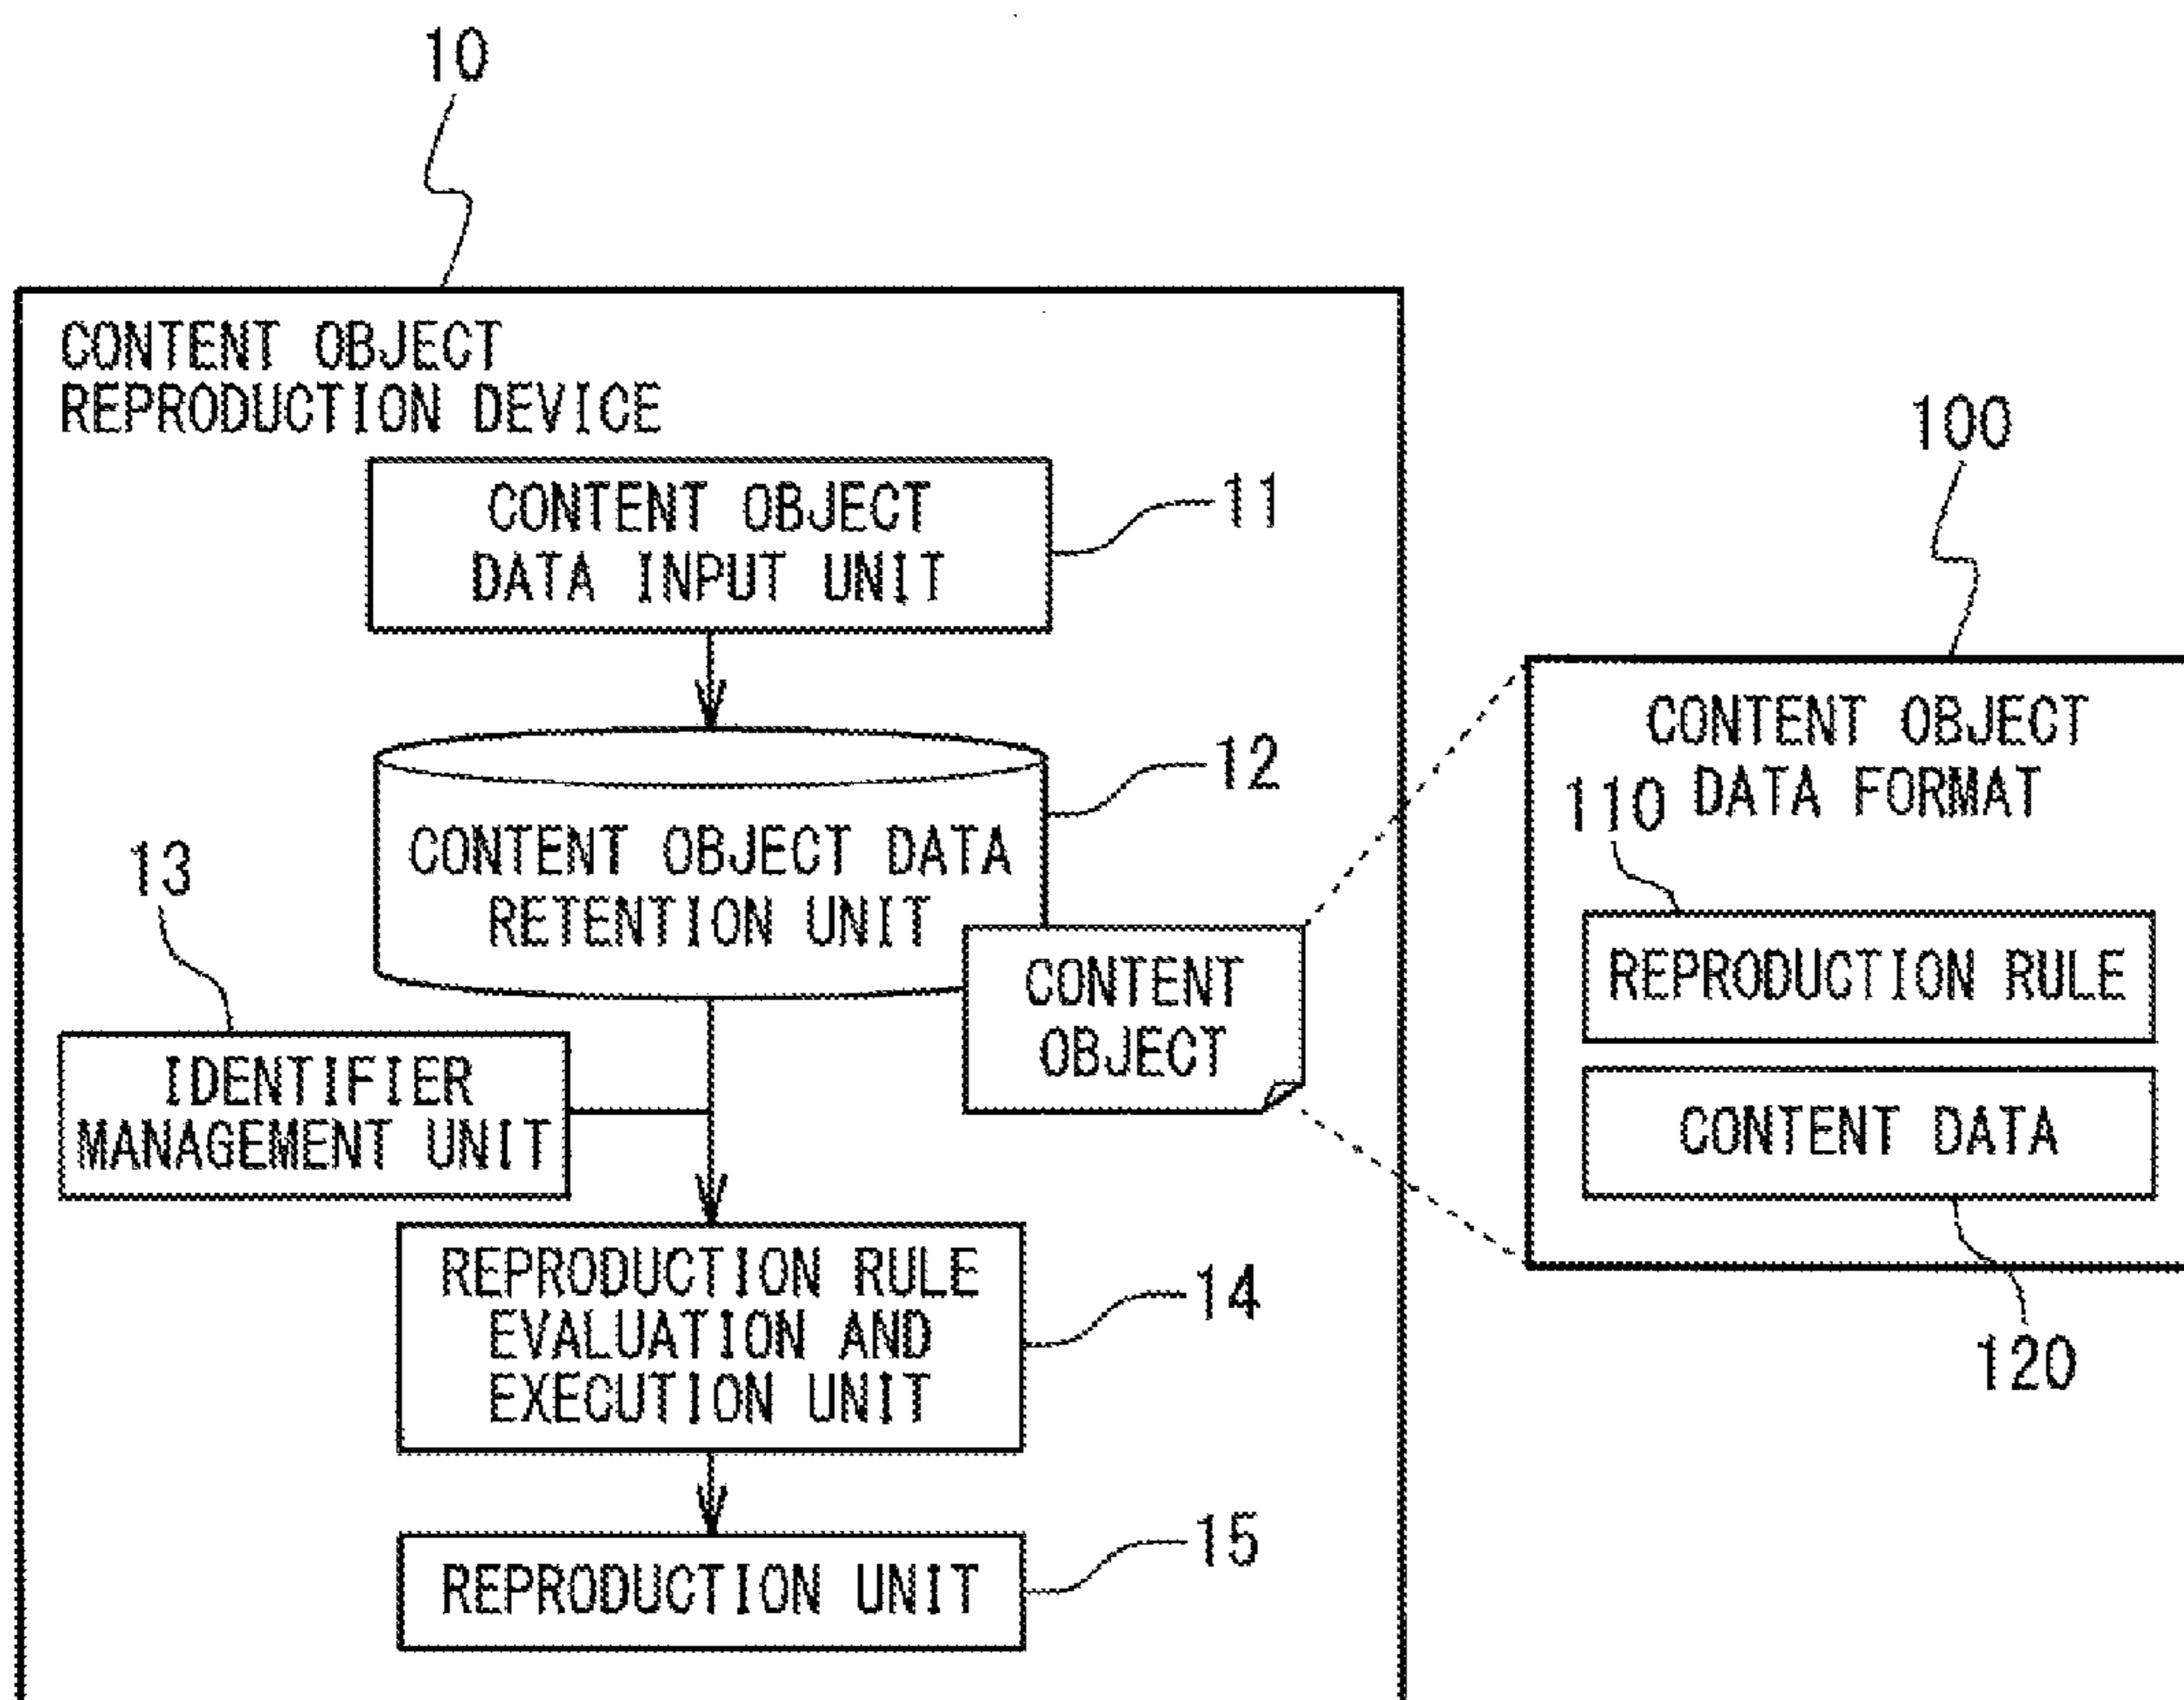 10
CONTENT OBJECT
REPRODUCTION DEVICE
CONTENT OBJECT
DATA INPUT UNIT
11
CONTENT OBJECT DATA
RETENTION UNIT
12
CONTENT
OBJECT
13
IDENTIFIER
MANAGEMENT UNIT
REPRODUCTION RULE
EVALUATION AND
EXECUTION UNIT
14
REPRODUCTION UNIT
15
100
CONTENT OBJECT
DATA FORMAT
110
REPRODUCTION RULE
CONTENT DATA
120